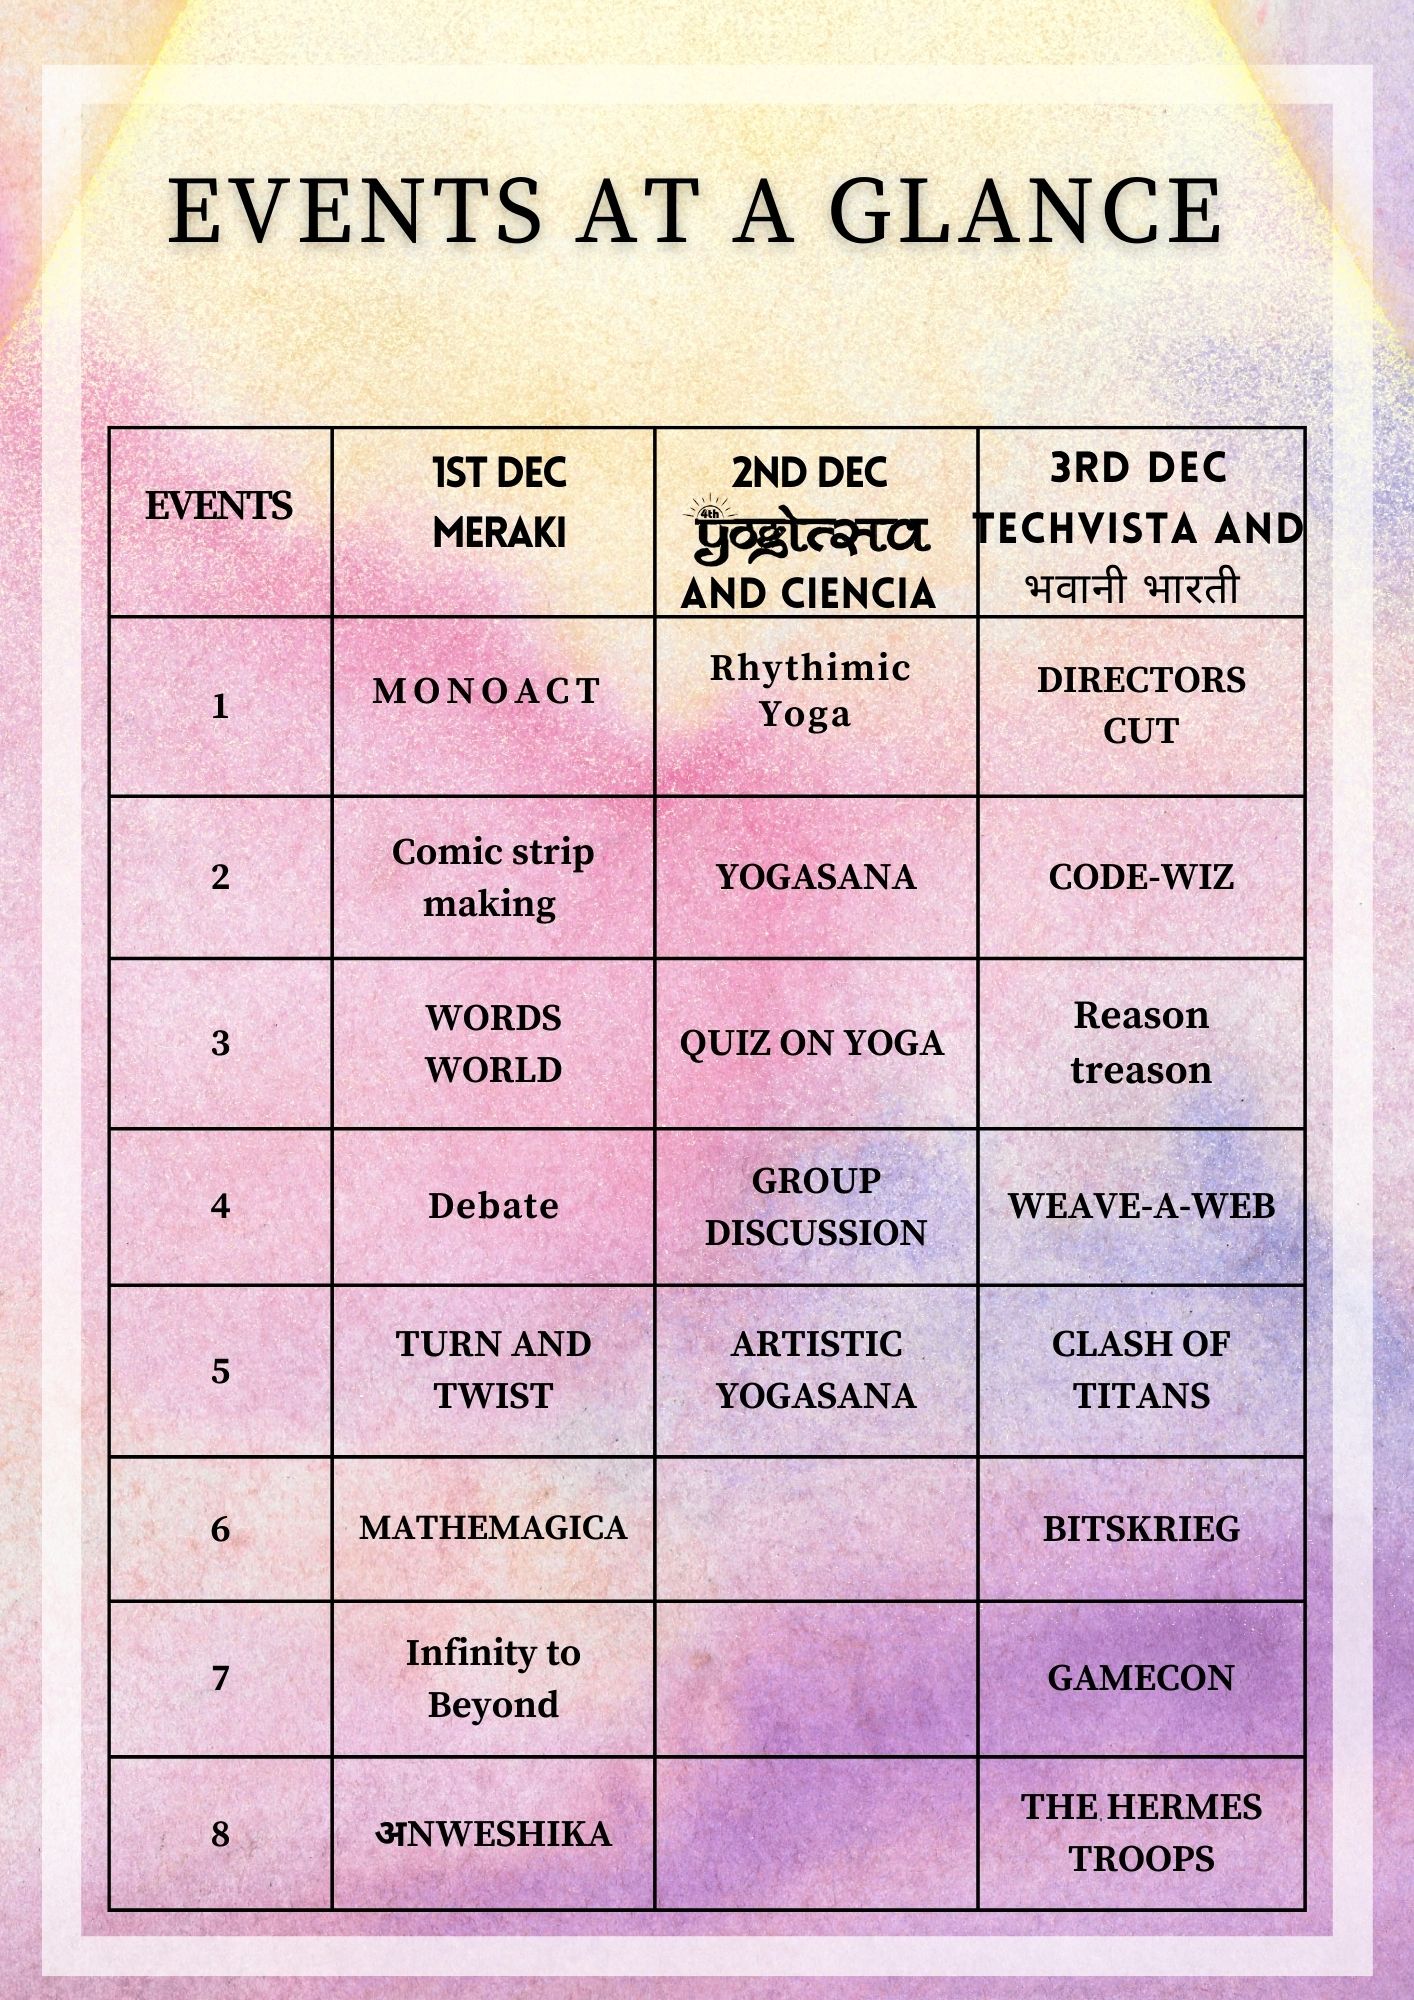 EVENTS AT A GLANCE
EVENTS
1ST DEC
MERAKI
2ND DEC
4th
yogotsav
AND CIENCIA
3RD DEC
TECHVISTA AND
भवानी भारती
1
MONOACT
Rhythimic
Yoga
DIRECTORS
CUT
2
Comic strip
making
YOGASANA
CODE-WIZ
3
WORDS
WORLD
QUIZ ON YOGA
Reason
treason
4
Debate
GROUP
DISCUSSION
WEAVE-A-WEB
5
TURN AND
TWIST
ARTISTIC
YOGASANA
CLASH OF
TITANS
6
MATHEMAGICA
BITSKRIEG
7
Infinity to
Beyond
GAMECON
8
अNWESHIKA
THE HERMES
TROOPS